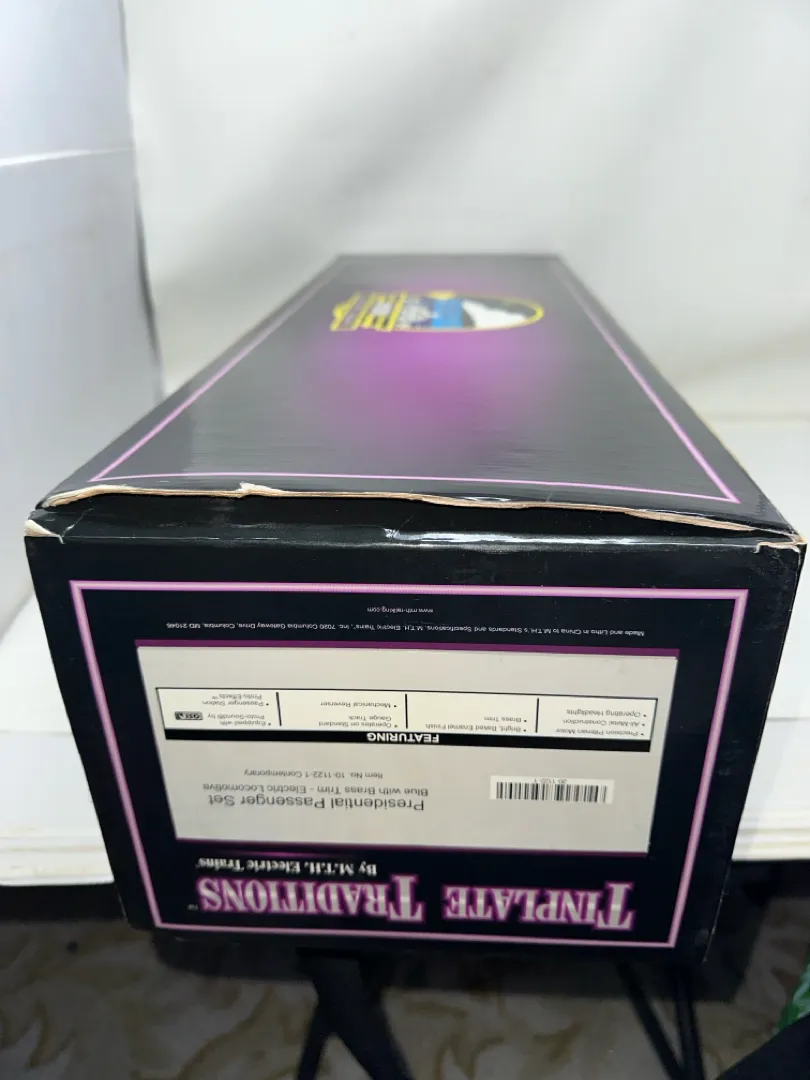 TINPLATE TRADITIONS™
By M.T.H. Electric Trains®
Presidential Passenger Set
Blue with Brass Trim - Electric Locomotive
Item No. 10-1122-1 Contemporary
FEATURING
• Precision Pittman Motor
• All-Metal Construction
• Operating Headlights
• Bright, Baked Enamel Finish
• Brass Trim
• Operates on Standard
Gauge Track
• Mechanical Reverser
• Equipped with
Proto-Sound® by
• Passenger Station
Proto-Effects™
Made and Litho in China to M.T.H.'s Standards and Specifications. M.T.H. Electric Trains®, Inc. 7020 Columbia Gateway Drive, Columbia, MD 21046
www.mth-railking.com